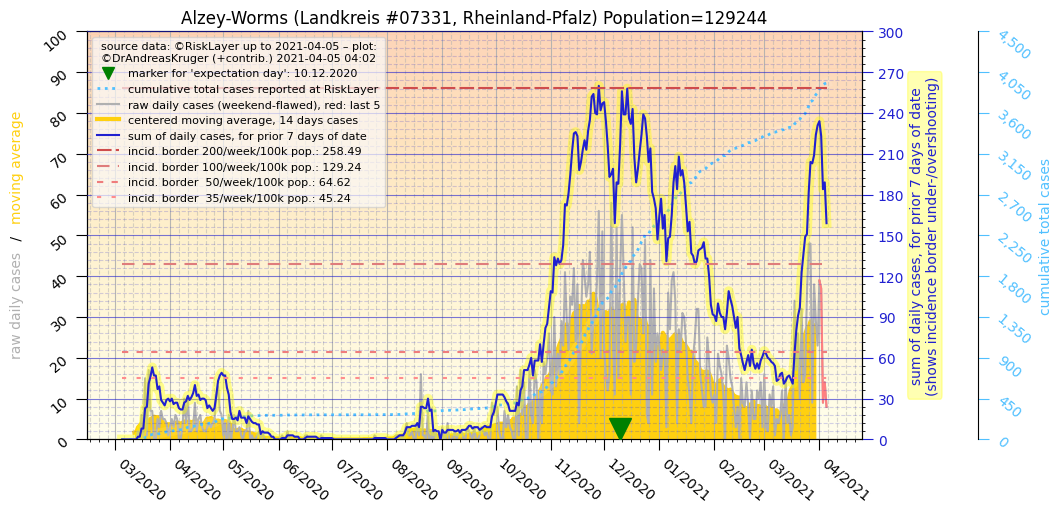 Alzey-Worms (Landkreis #07331, Rheinland-Pfalz) Population=129244
source data: ©RiskLayer up to 2021-04-05 – plot:
©DrAndreasKruger (+contrib.) 2021-04-05 04:02
marker for 'expectation day': 10.12.2020
cumulative total cases reported at RiskLayer
raw daily cases (weekend-flawed), red: last 5
centered moving average, 14 days cases
sum of daily cases, for prior 7 days of date
incid. border 200/week/100k pop.: 258.49
incid. border 100/week/100k pop.: 129.24
incid. border  50/week/100k pop.: 64.62
incid. border  35/week/100k pop.: 45.24
raw daily cases  /  moving average
100
90
80
70
60
50
40
30
20
10
0
03/2020
04/2020
05/2020
06/2020
07/2020
08/2020
09/2020
10/2020
11/2020
12/2020
01/2021
02/2021
03/2021
04/2021
300
270
240
210
180
150
120
90
60
30
0
sum of daily cases, for prior 7 days of date
(shows incidence border under-/overshooting)
4,500
4,050
3,600
3,150
2,700
2,250
1,800
1,350
900
450
0
cumulative total cases